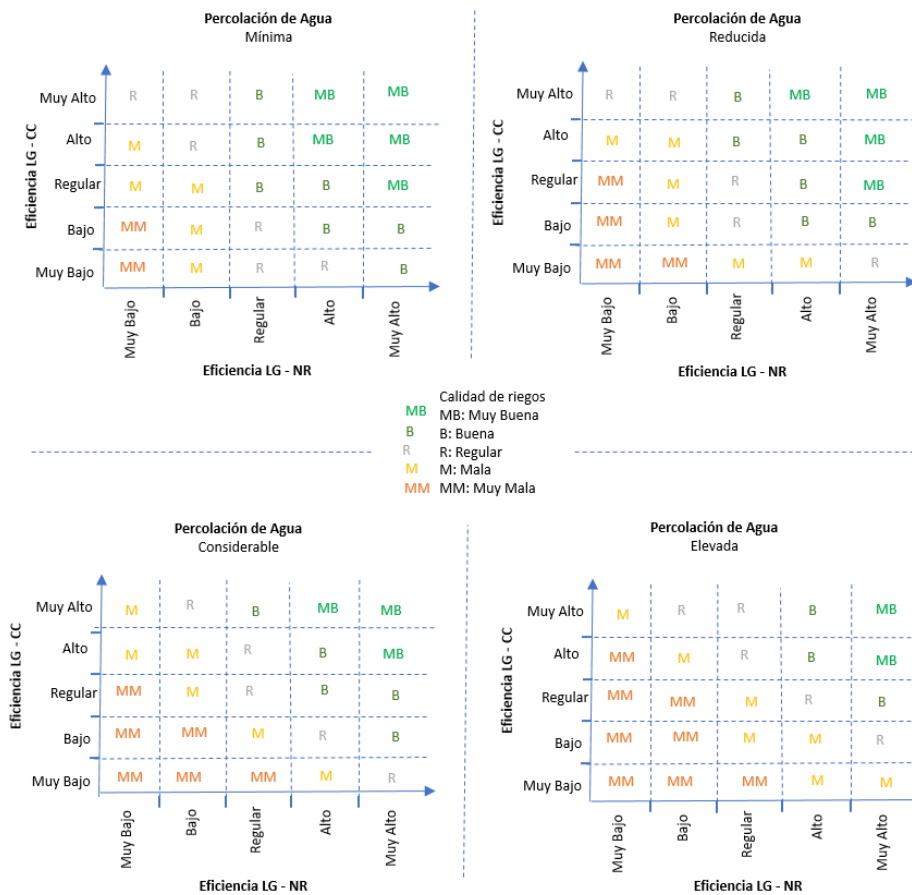 Percolación de Agua
Mínima
Eficiencia LG - CC
Muy Alto R R B MB MB
Alto M R B MB MB
Regular M M B B MB
Bajo MM M R B B
Muy Bajo MM M R R B
Muy Bajo Bajo Regular Alto Muy Alto
Eficiencia LG - NR
Percolación de Agua
Reducida
Eficiencia LG - CC
Muy Alto R R B MB MB
Alto M M B B MB
Regular MM M R B MB
Bajo MM M R B B
Muy Bajo MM MM M M R
Muy Bajo Bajo Regular Alto Muy Alto
Eficiencia LG - NR
Calidad de riegos
MB MB: Muy Buena
B B: Buena
R R: Regular
M M: Mala
MM MM: Muy Mala
Percolación de Agua
Considerable
Eficiencia LG - CC
Muy Alto M R B MB MB
Alto M M R B MB
Regular MM M R B B
Bajo MM MM M R B
Muy Bajo MM MM MM M R
Muy Bajo Bajo Regular Alto Muy Alto
Eficiencia LG - NR
Percolación de Agua
Elevada
Eficiencia LG - CC
Muy Alto M R R B MB
Alto MM M R B MB
Regular MM MM M R B
Bajo MM MM M M R
Muy Bajo MM MM MM M M
Muy Bajo Bajo Regular Alto Muy Alto
Eficiencia LG - NR